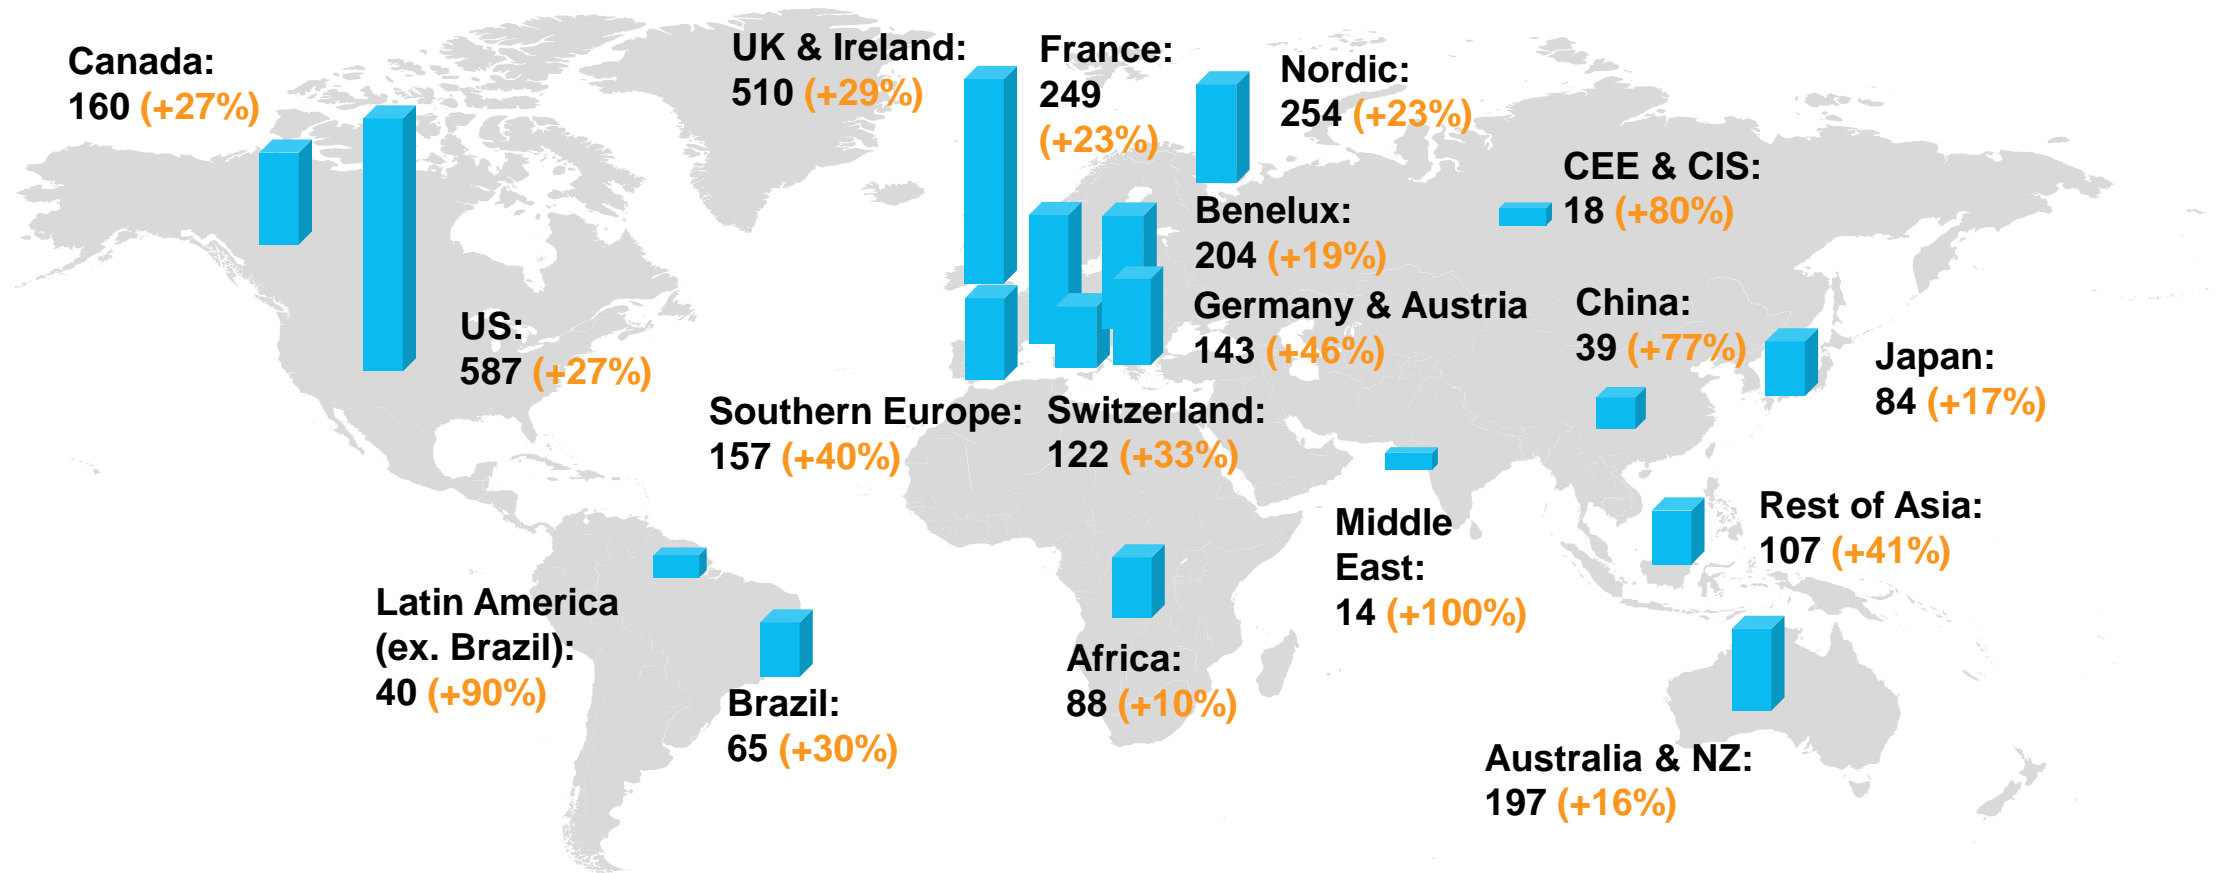 Canada:
160 (+27%)
US:
587 (+27%)
UK & Ireland:
510 (+29%)
France:
249
(+23%)
Nordic:
254 (+23%)
CEE & CIS:
18 (+80%)
Benelux:
204 (+19%)
Germany & Austria
143 (+46%)
China:
39 (+77%)
Japan:
84 (+17%)
Southern Europe:
157 (+40%)
Switzerland:
122 (+33%)
Middle
East:
14 (+100%)
Rest of Asia:
107 (+41%)
Latin America
(ex. Brazil):
40 (+90%)
Brazil:
65 (+30%)
Africa:
88 (+10%)
Australia & NZ:
197 (+16%)